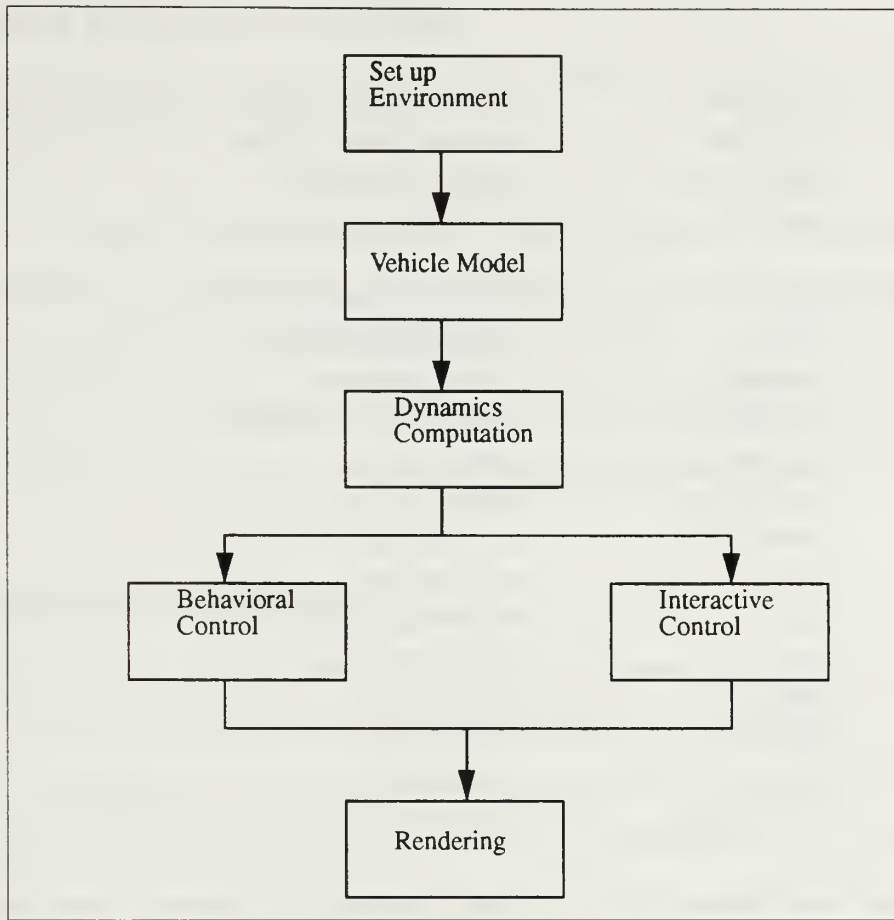 Set up
Environment
Vehicle Model
Dynamics
Computation
Behavioral
Control
Interactive
Control
Rendering